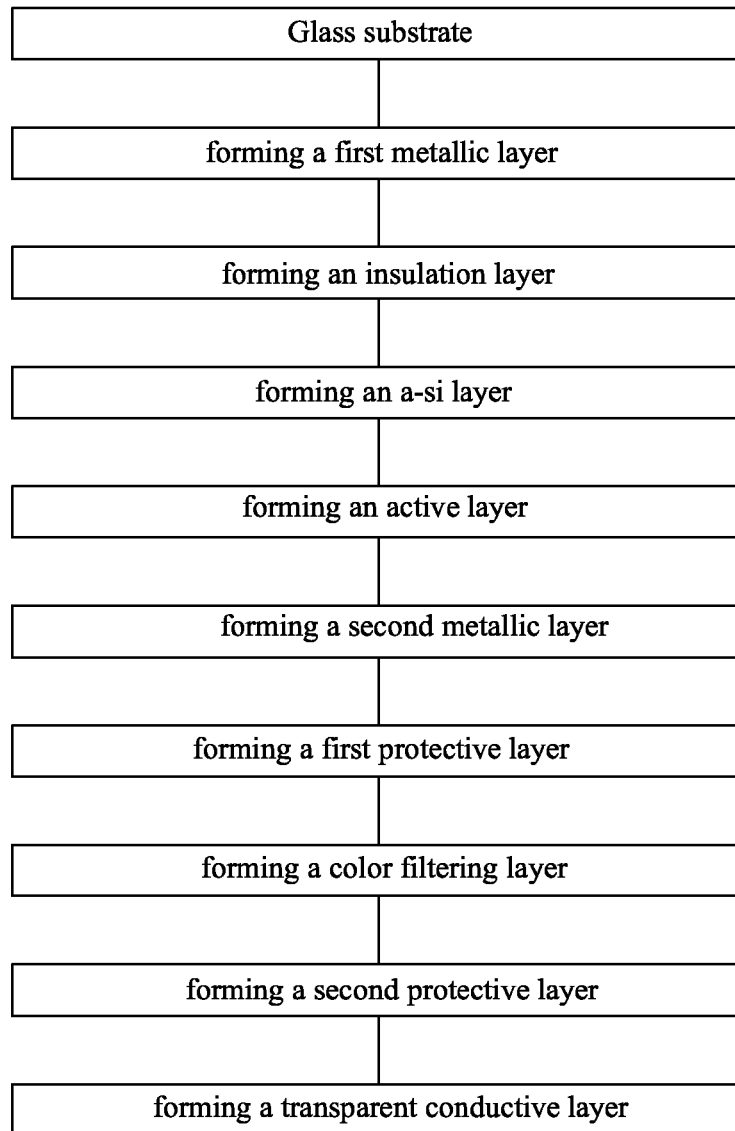 Glass substrate
forming a first metallic layer
forming an insulation layer
forming an a-si layer
forming an active layer
forming a second metallic layer
forming a first protective layer
forming a color filtering layer
forming a second protective layer
forming a transparent conductive layer